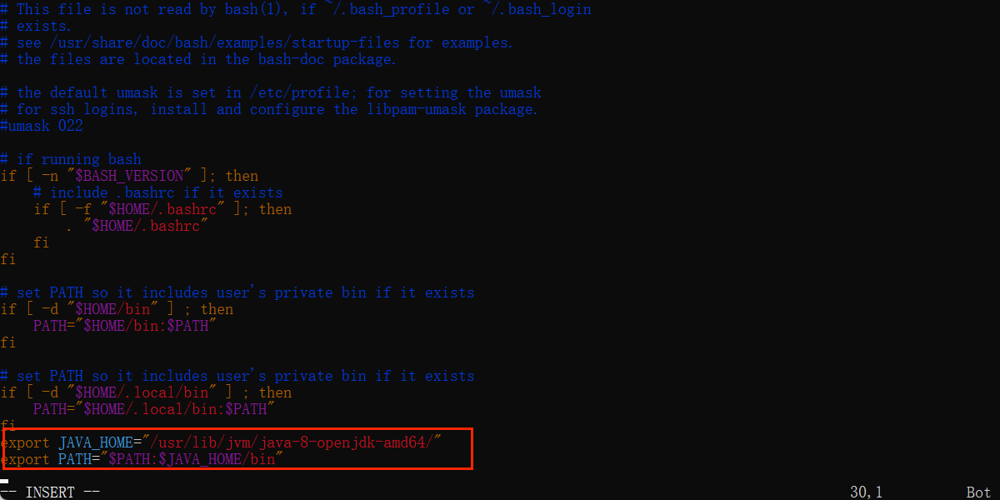 # This file is not read by bash(1), if ~/.bash_profile or ~/.bash_login
# exists.
# see /usr/share/doc/bash/examples/startup-files for examples.
# the files are located in the bash-doc package.
# the default umask is set in /etc/profile; for setting the umask
# for ssh logins, install and configure the libpam-umask package.
#umask 022
# if running bash
if [ -n "$BASH_VERSION" ]; then
    # include .bashrc if it exists
    if [ -f "$HOME/.bashrc" ]; then
        . "$HOME/.bashrc"
    fi
fi
# set PATH so it includes user's private bin if it exists
if [ -d "$HOME/bin" ] ; then
    PATH="$HOME/bin:$PATH"
fi
# set PATH so it includes user's private bin if it exists
if [ -d "$HOME/.local/bin" ] ; then
    PATH="$HOME/.local/bin:$PATH"
fi
export JAVA_HOME="/usr/lib/jvm/java-8-openjdk-amd64/"
export PATH="$PATH:$JAVA_HOME/bin"
-- INSERT -- 30,1 Bot